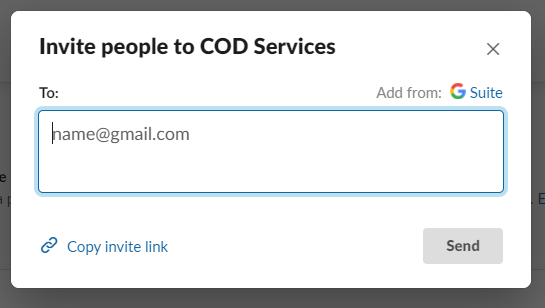 Invite people to COD Services
To:
Add from: G Suite
name@gmail.com
Copy invite link
Send